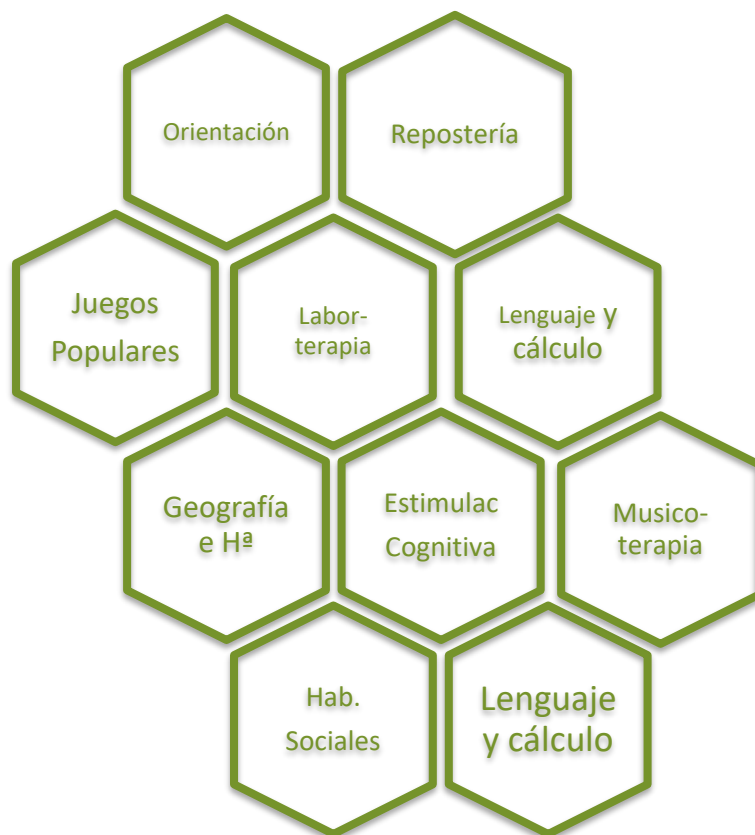 Orientación
Repostería
Juegos
Populares
Labor-
terapia
Lenguaje y
cálculo
Geografía
e Hª
Estimulac
Cognitiva
Musico-
terapia
Hab.
Sociales
Lenguaje
y cálculo